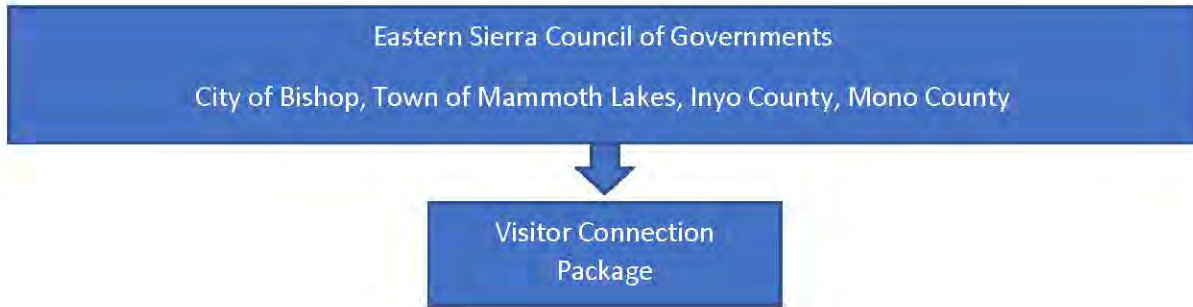 Eastern Sierra Council of Governments
City of Bishop, Town of Mammoth Lakes, Inyo County, Mono County
Visitor Connection
Package